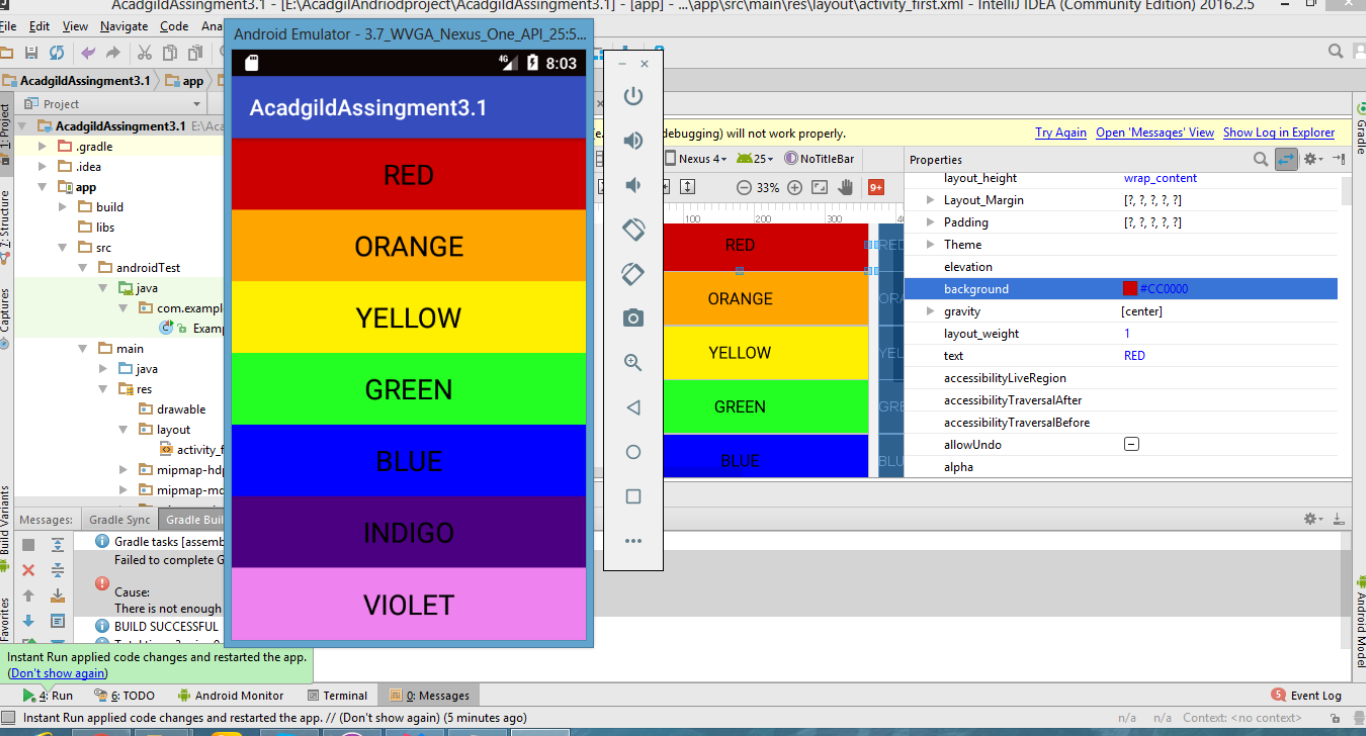 AcadgildAssingment3.1 - [E:\AcadgilAndriodproject\AcadgildAssingment3.1] - [app] - ...\app\src\main\res\layout\activity_first.xml - IntelliJ IDEA (Community Edition) 2016.2.5
File Edit View Navigate Code Ana
AcadgildAssingment3.1 app
Project
AcadgildAssingment3.1 E:\Aca
.gradle
.idea
app
build
libs
src
androidTest
java
com.exampl
Examp
main
java
res
drawable
layout
activity_f
mipmap-hdp
mipmap-mc
1: Project
7: Structure
Captures
Build Variants
Favorites
Android Emulator - 3.7_WVGA_Nexus_One_API_25:5...
4G 8:03
AcadgildAssingment3.1
RED
ORANGE
YELLOW
GREEN
BLUE
INDIGO
VIOLET
debugging) will not work properly. Try Again Open 'Messages' View Show Log in Explorer
Nexus 4 25 NoTitleBar
33% 9+
100 200 300
RED
ORANGE
YELLOW
GREEN
BLUE
RED
ORA
YEL
GRE
BLU
Properties
layout_height wrap_content
Layout_Margin [?, ?, ?, ?, ?]
Padding [?, ?, ?, ?, ?]
Theme
elevation
background #CC0000
gravity [center]
layout_weight 1
text RED
accessibilityLiveRegion
accessibilityTraversalAfter
accessibilityTraversalBefore
allowUndo
alpha
Gradle
Android Model
Messages: Gradle Sync Gradle Buil
Gradle tasks [assemb
Failed to complete G
Cause:
There is not enough
BUILD SUCCESSFUL
Instant Run applied code changes and restarted the app.
(Don't show again)
4: Run 6: TODO Android Monitor Terminal 0: Messages 5 Event Log
Instant Run applied code changes and restarted the app. // (Don't show again) (5 minutes ago) n/a n/a Context: <no context>